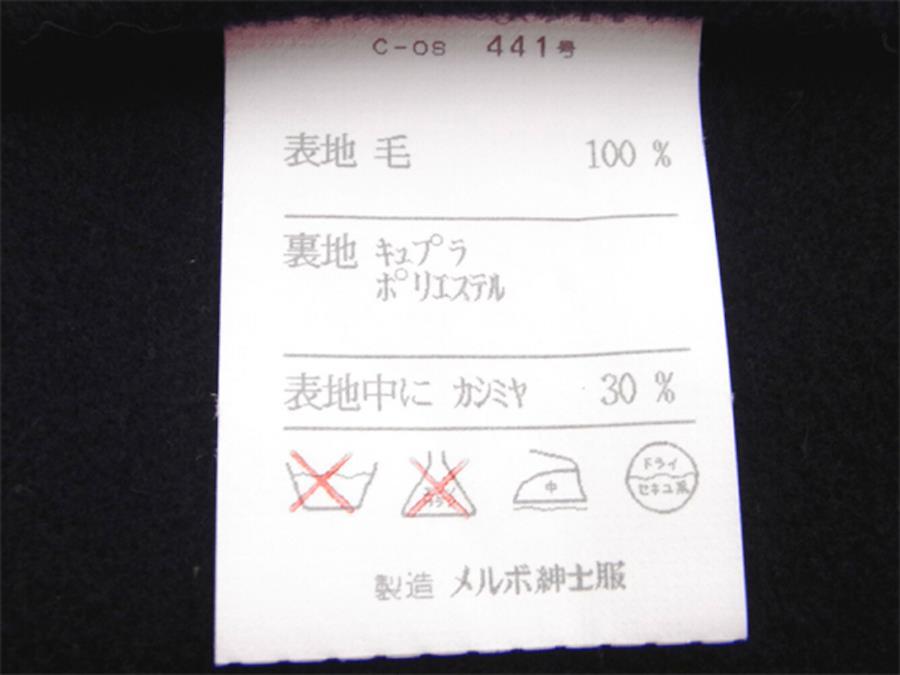 C-08 441号
表地 毛 100 %
裏地 キュプラ
ポリエステル
表地中に カシミヤ 30 %
中
ドライ
セキユ系
製造 メルボ紳士服